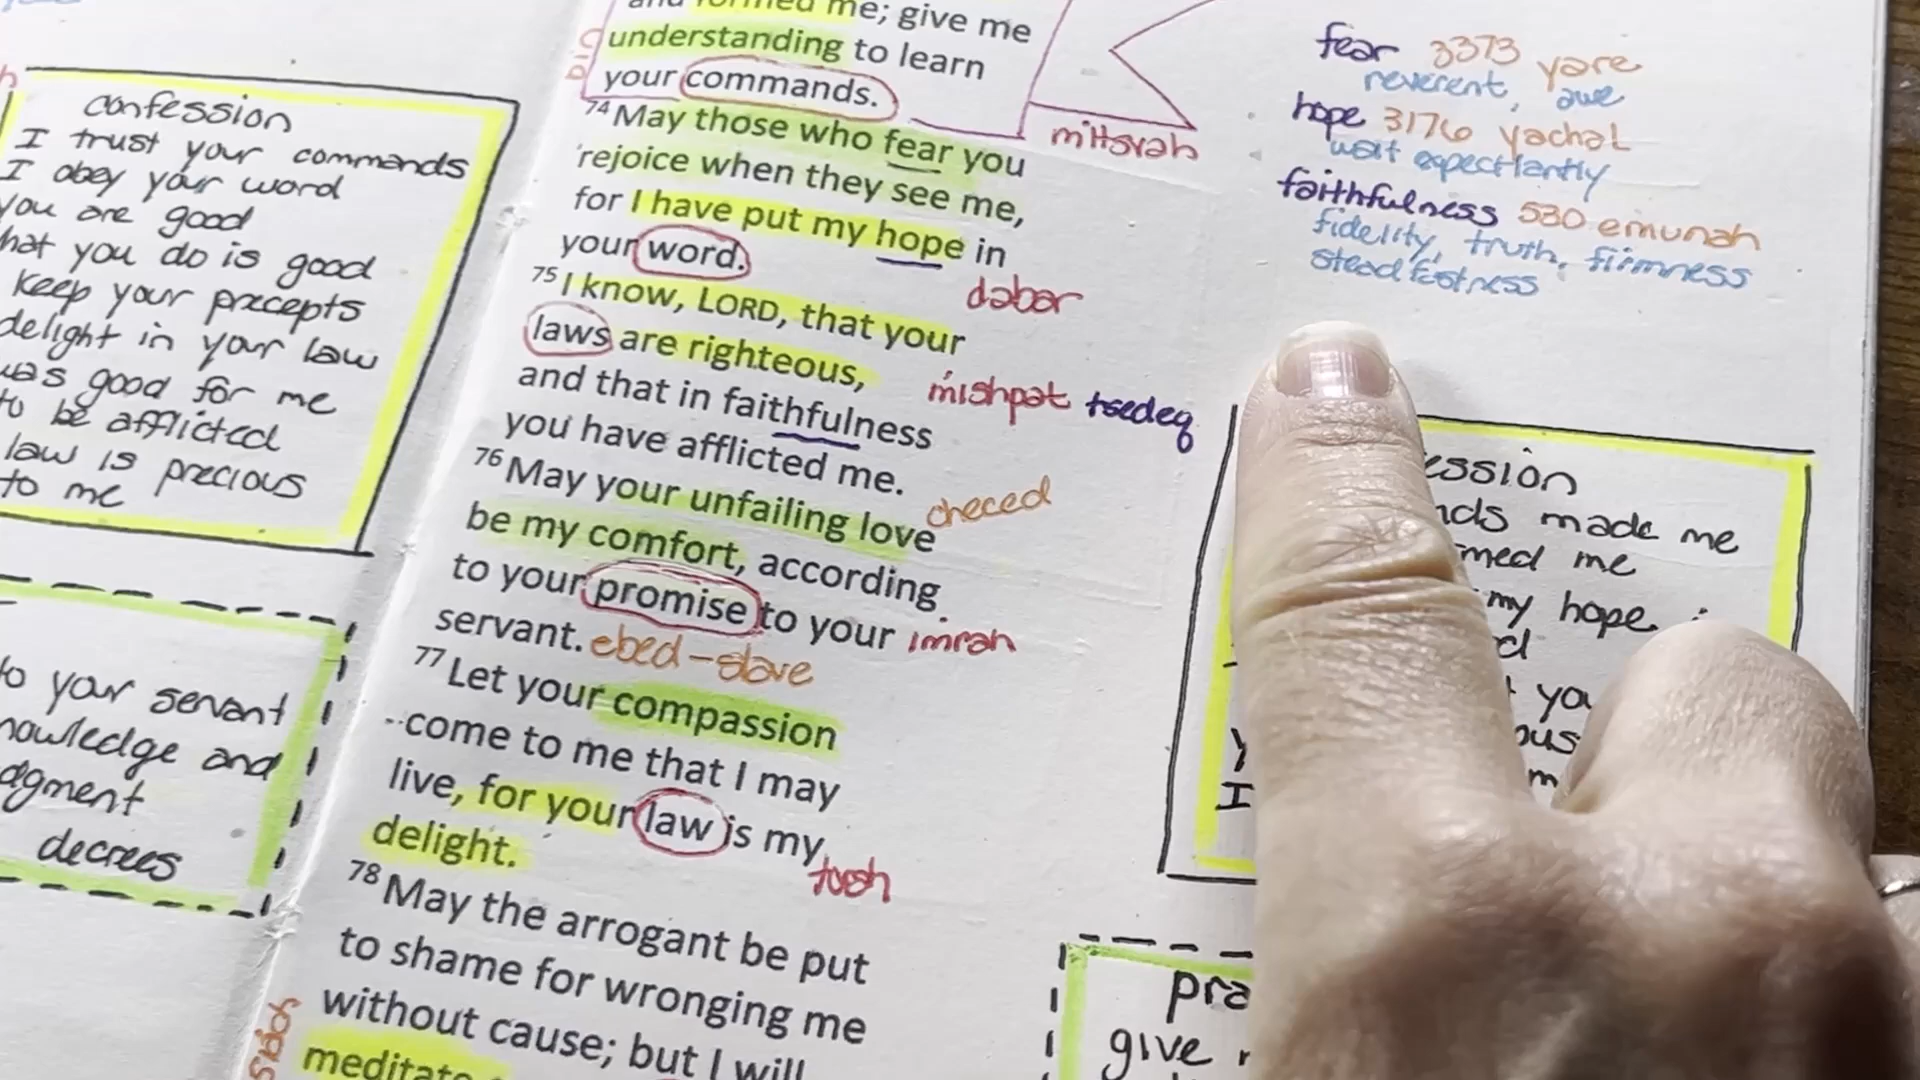 confession
I trust your commands
I obey your word
you are good
what you do is good
keep your precepts
delight in your law
was good for me
to be afflicted
law is precious
to me
to your servant
knowledge and
decrees
formed me; give me
understanding to learn
your commands.
74 May those who fear you
rejoice when they see me,
for I have put my hope in
your word.
75 I know, LORD, that your
laws are righteous,
and that in faithfulness
you have afflicted me.
76 May your unfailing love
be my comfort, according
to your promise to your
servant. ebed-slave
77 Let your compassion
come to me that I may
live, for your law is my
delight.
78 May the arrogant be put
to shame for wronging me
without cause; but I will
meditate
mitsvah
dabar
mishpat tsedeq
checed
imrah
fear 3373 yare
reverent, awe
hope 3176 yachal
wait expectantly
faithfulness 530 emunah
fidelity, truth, firmness
steadfastness
made me
me
my hope
give